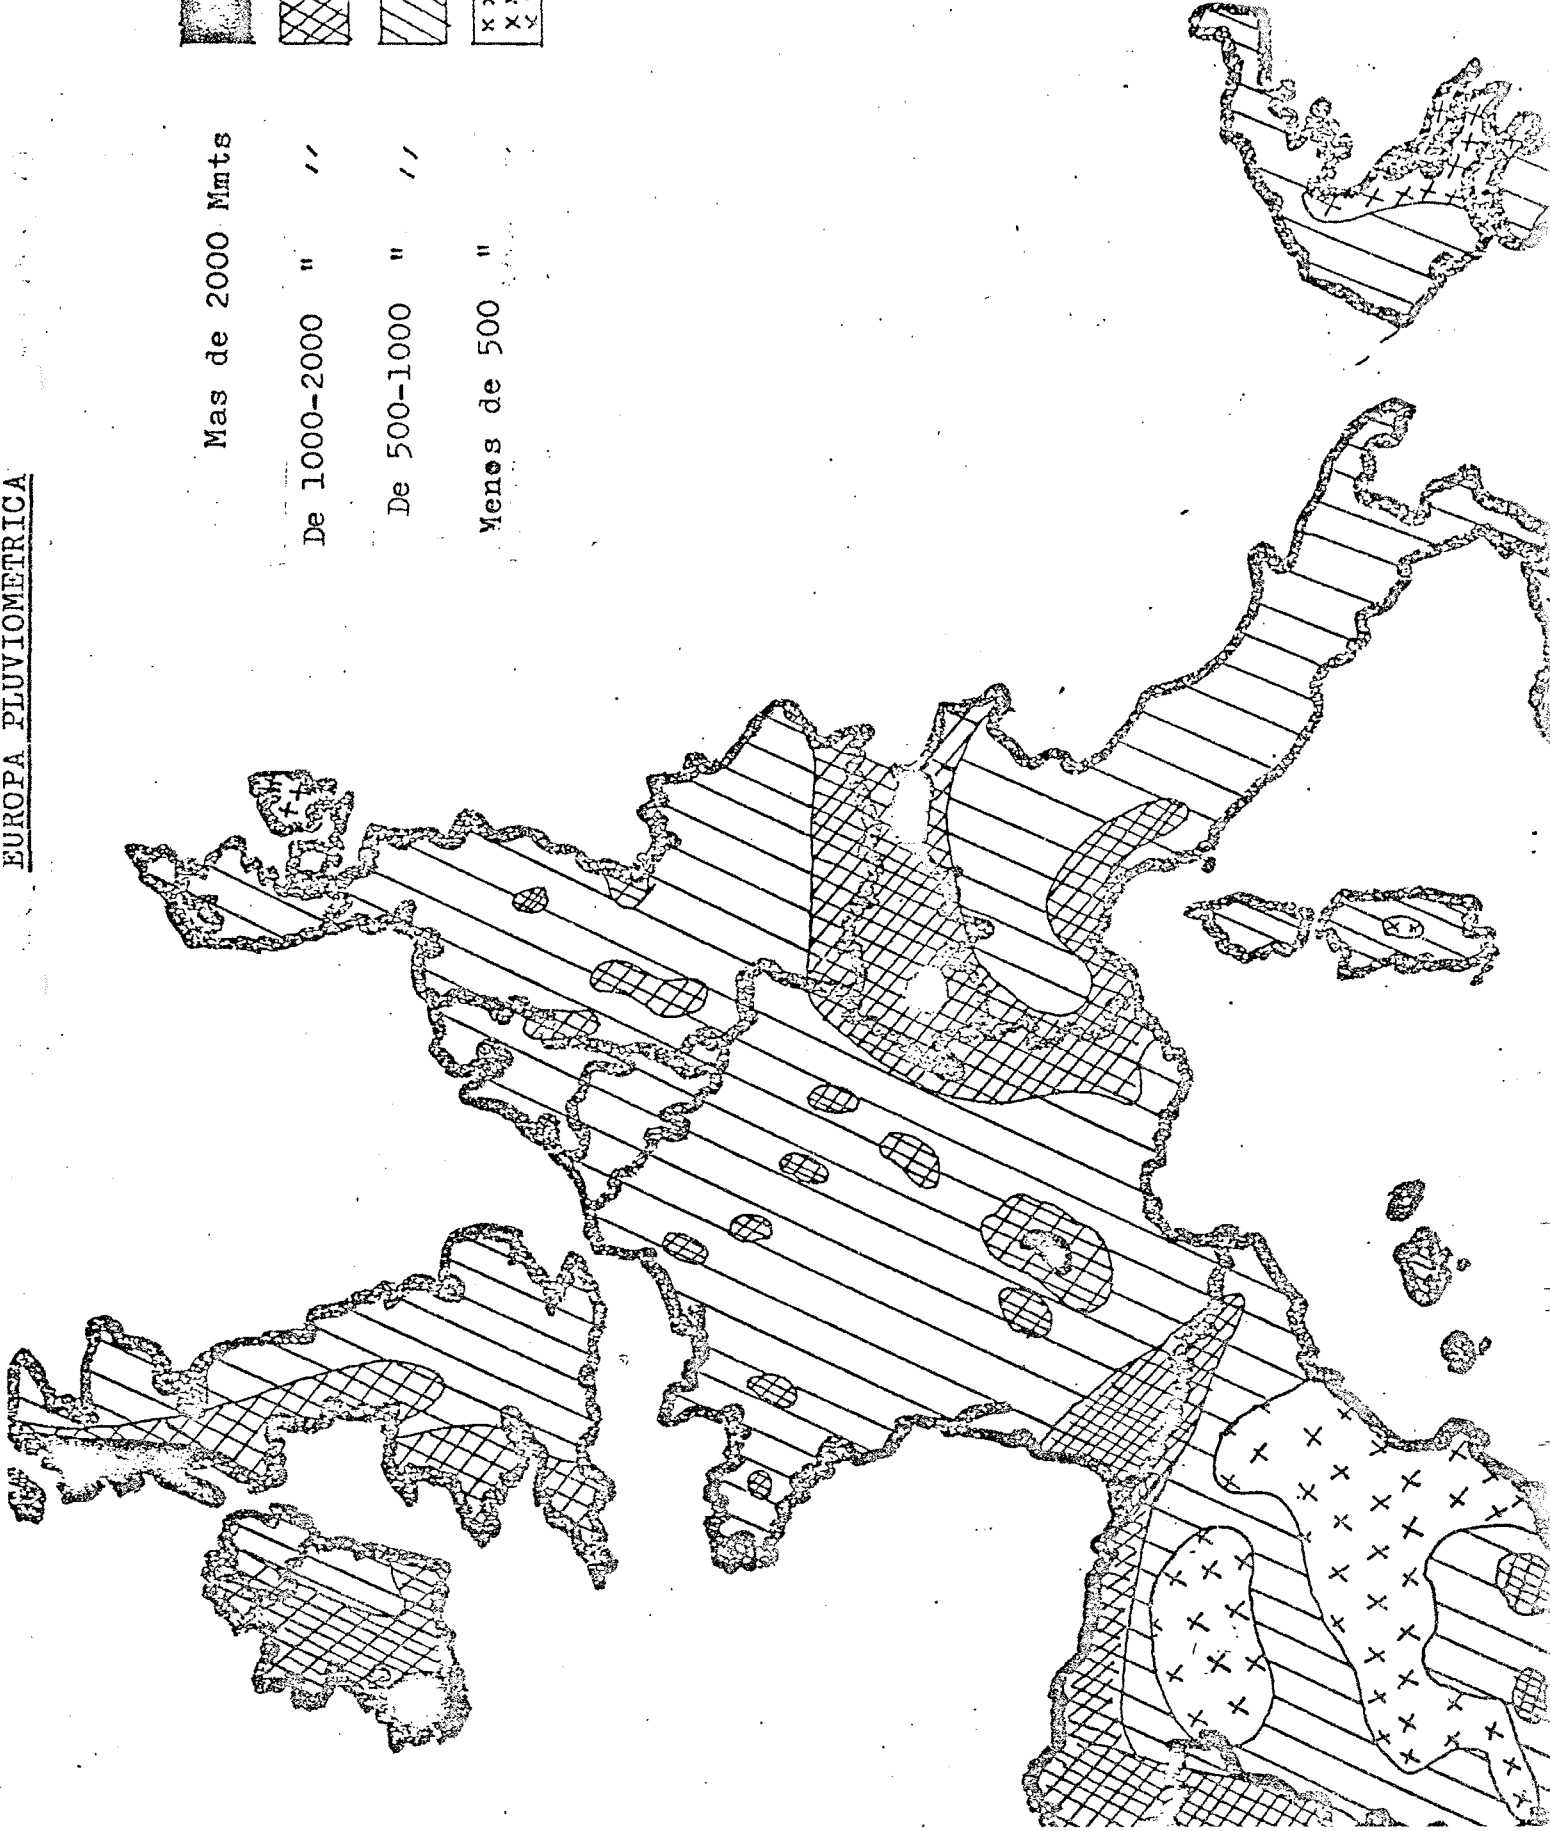 EUROPA PLUVIOMETRICA
Mas de 2000 Mmts
De 1000-2000 " "
De 500-1000 " "
Menos de 500 "